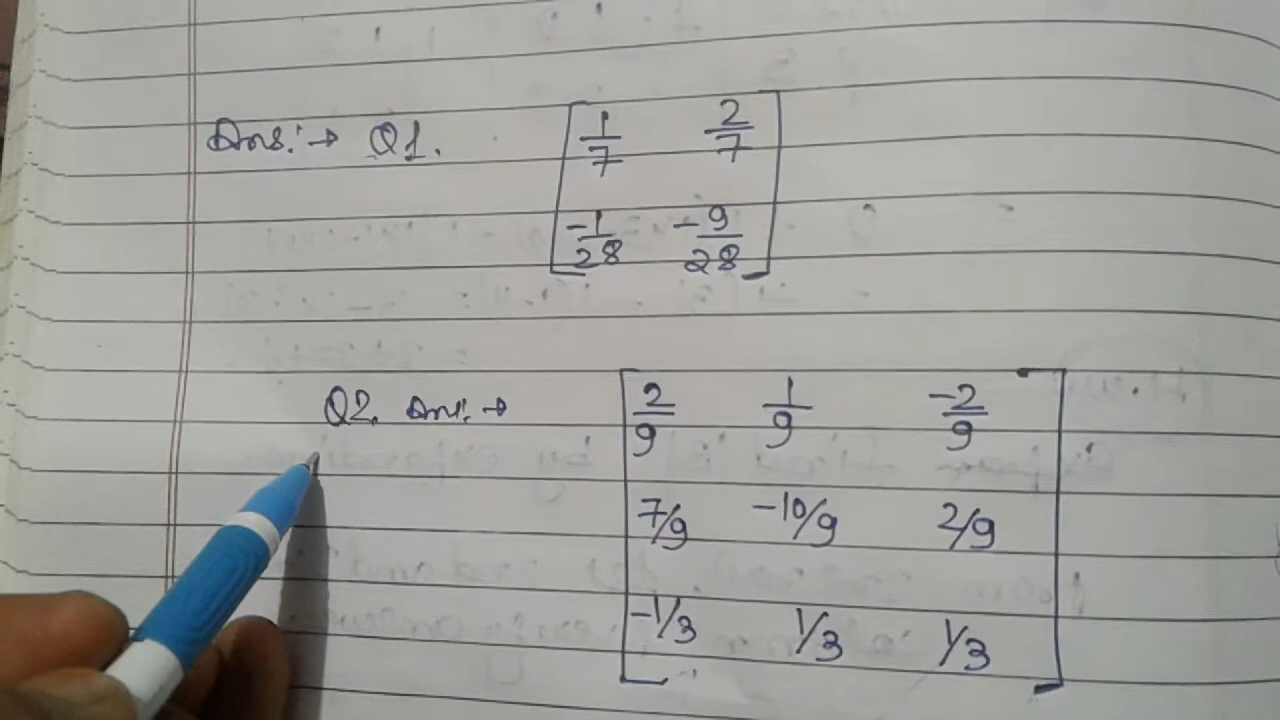 Ans:→ Q1. [1/7 2/7
-1/28 -9/28]
Q2. Ans:→ [2/9 1/9 -2/9
7/9 -10/9 2/9
-1/3 1/3 1/3]